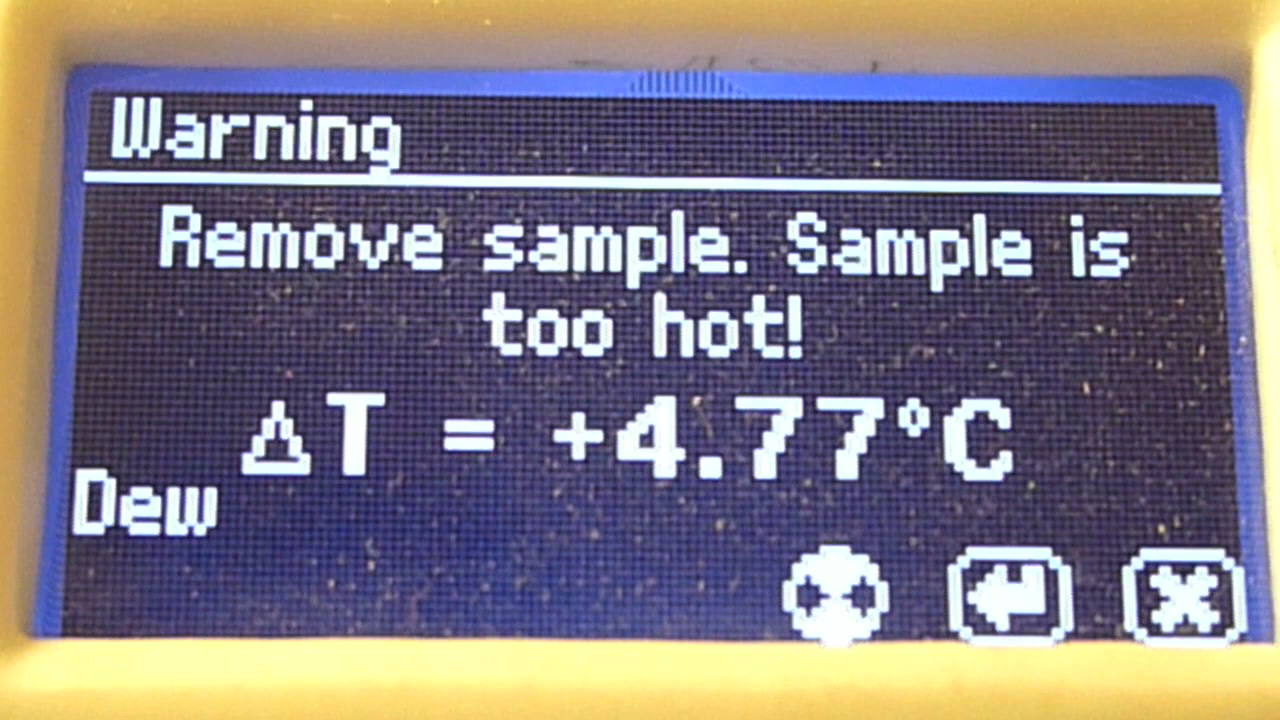 Warning
Remove sample. Sample is
too hot!
ΔT = +4.77°C
Dew